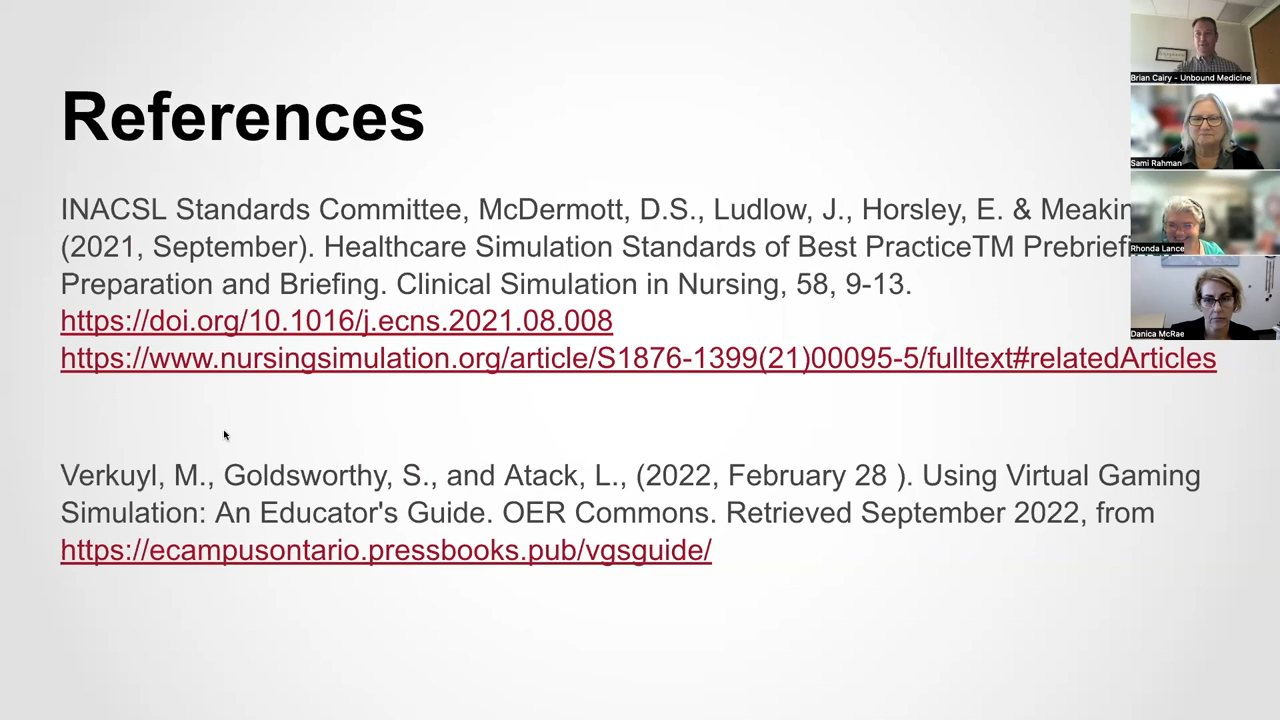 References
INACSL Standards Committee, McDermott, D.S., Ludlow, J., Horsley, E. &
(2021, September). Healthcare Simulation Standards of Best PracticeTM
Preparation and Briefing. Clinical Simulation in Nursing, 58, 9-13.
https://doi.org/10.1016/j.ecns.2021.08.008
https://www.nursingsimulation.org/article/S1876-1399(21)00095-5/fulltext#relatedArticles
Verkuyl, M., Goldsworthy, S., and Atack, L., (2022, February 28 ). Using Virtual Gaming
Simulation: An Educator's Guide. OER Commons. Retrieved September 2022, from
https://ecampusontario.pressbooks.pub/vgsguide/
Brian Cairy - Unbound Medicine
Sami Rahman
Rhonda Lance
Danica McRae